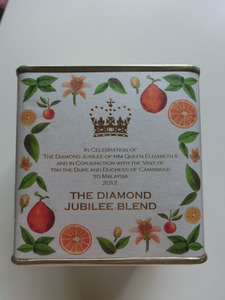 In Celebration of
The Diamond Jubilee of HM Queen Elizabeth II
and in Conjunction with the Visit of
TRH the Duke and Duchess of Cambridge
to Malaysia
2012
THE DIAMOND
JUBILEE BLEND